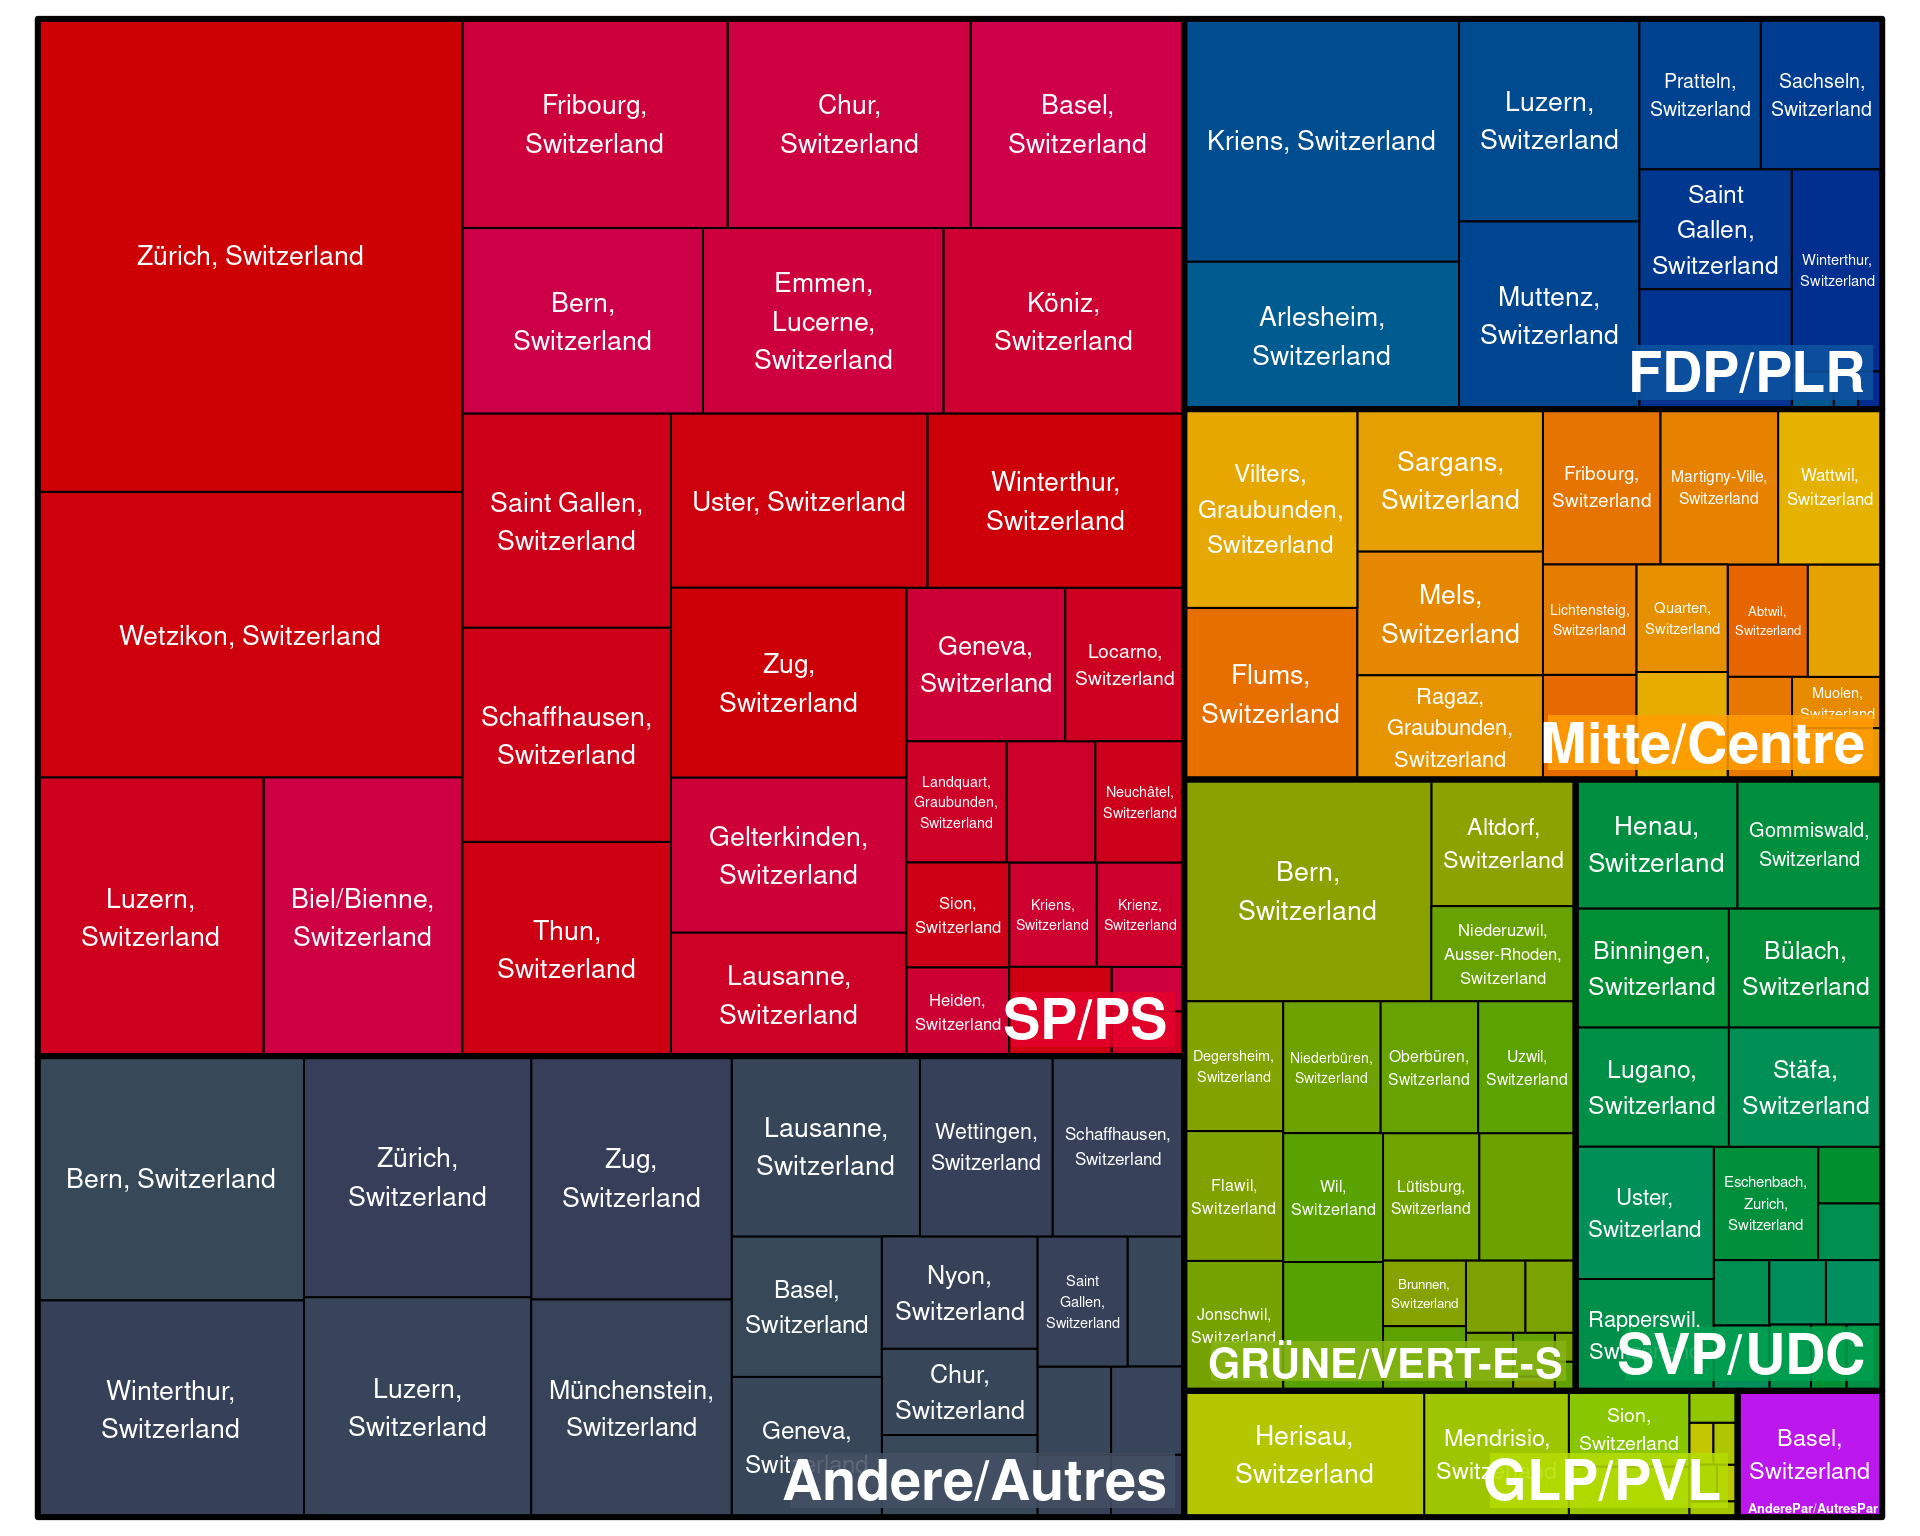 Zürich, Switzerland
Fribourg,
Switzerland
Chur,
Switzerland
Basel,
Switzerland
Bern,
Switzerland
Emmen,
Lucerne,
Switzerland
Köniz,
Switzerland
Wetzikon, Switzerland
Saint Gallen,
Switzerland
Uster, Switzerland
Winterthur,
Switzerland
Schaffhausen,
Switzerland
Zug,
Switzerland
Geneva,
Switzerland
Locarno,
Switzerland
Landquart,
Graubunden,
Switzerland
Neuchâtel,
Switzerland
Luzern,
Switzerland
Biel/Bienne,
Switzerland
Thun,
Switzerland
Gelterkinden,
Switzerland
Lausanne,
Switzerland
Sion,
Switzerland
Kriens,
Switzerland
Krienz,
Switzerland
Heiden,
Switzerland
SP/PS
Kriens, Switzerland
Luzern,
Switzerland
Pratteln,
Switzerland
Sachseln,
Switzerland
Arlesheim,
Switzerland
Muttenz,
Switzerland
Saint
Gallen,
Switzerland
Winterthur,
Switzerland
FDP/PLR
Vilters,
Graubunden,
Switzerland
Sargans,
Switzerland
Fribourg,
Switzerland
Martigny-Ville,
Switzerland
Wattwil,
Switzerland
Flums,
Switzerland
Mels,
Switzerland
Lichtensteig,
Switzerland
Quarten,
Switzerland
Abtwil,
Switzerland
Ragaz,
Graubunden,
Switzerland
Muolen,
Switzerland
Mitte/Centre
Bern,
Switzerland
Altdorf,
Switzerland
Niederuzwil,
Ausser-Rhoden,
Switzerland
Degersheim,
Switzerland
Niederbüren,
Switzerland
Oberbüren,
Switzerland
Uzwil,
Switzerland
Flawil,
Switzerland
Wil,
Switzerland
Lütisburg,
Switzerland
Jonschwil,
Switzerland
Brunnen,
Switzerland
GRÜNE/VERT-E-S
Henau,
Switzerland
Gommiswald,
Switzerland
Binningen,
Switzerland
Bülach,
Switzerland
Lugano,
Switzerland
Stäfa,
Switzerland
Uster,
Switzerland
Eschenbach,
Zurich,
Switzerland
Rapperswil,
Switzerland
SVP/UDC
Bern, Switzerland
Zürich,
Switzerland
Zug,
Switzerland
Lausanne,
Switzerland
Wettingen,
Switzerland
Schaffhausen,
Switzerland
Winterthur,
Switzerland
Luzern,
Switzerland
Münchenstein,
Switzerland
Basel,
Switzerland
Nyon,
Switzerland
Saint
Gallen,
Switzerland
Chur,
Switzerland
Geneva,
Switzerland
Andere/Autres
Herisau,
Switzerland
Mendrisio,
Switzerland
Sion,
Switzerland
GLP/PVL
Basel,
Switzerland
AnderePar/AutresPar